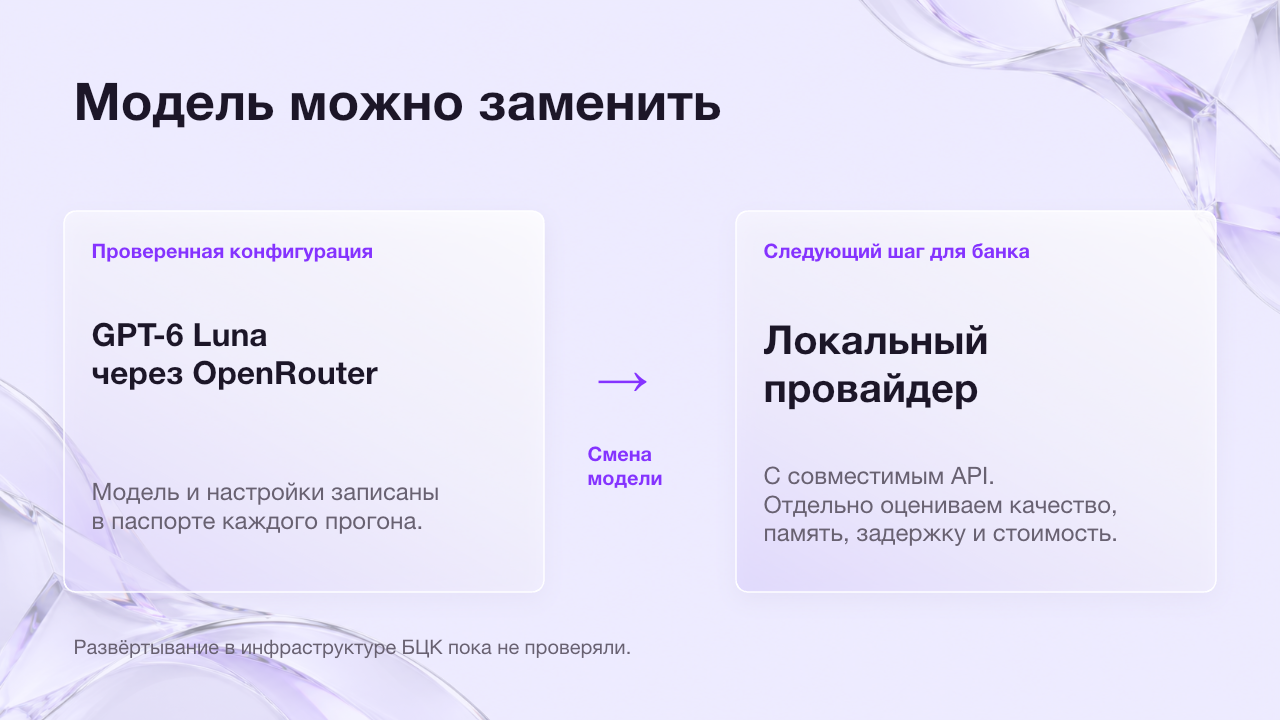 Модель можно заменить
Проверенная конфигурация
GPT-6 Luna
через OpenRouter
Модель и настройки записаны
в паспорте каждого прогона.
→
Смена
модели
Следующий шаг для банка
Локальный
провайдер
С совместимым API.
Отдельно оцениваем качество,
память, задержку и стоимость.
Развёртывание в инфраструктуре БЦК пока не проверяли.